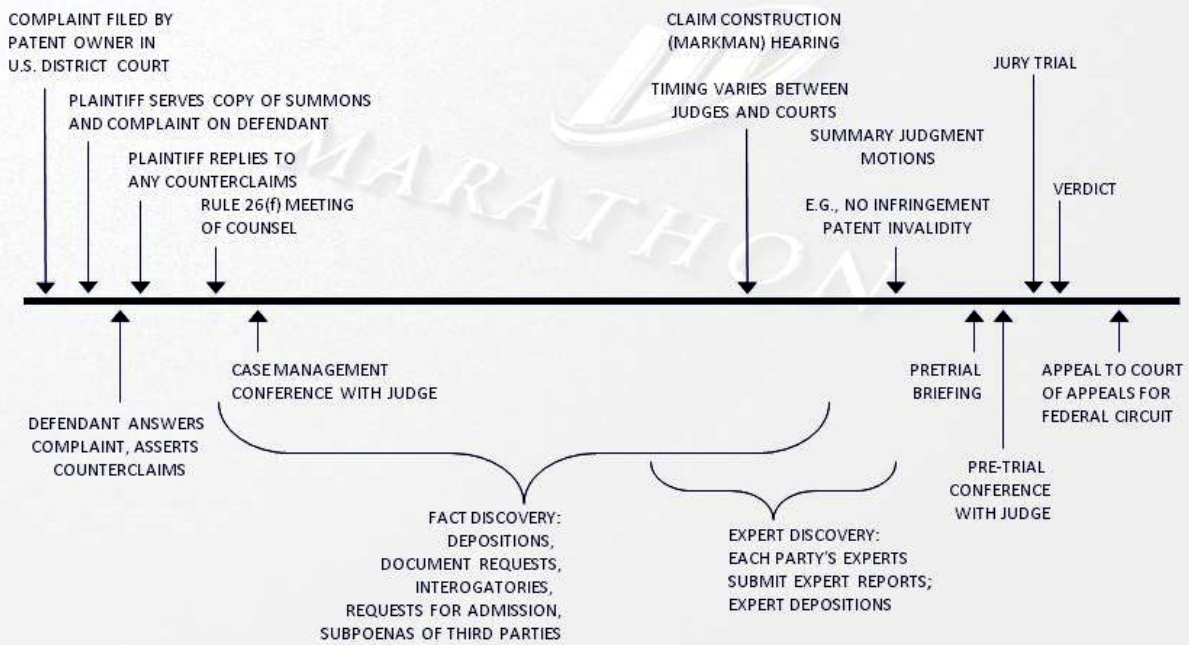 COMPLAINT FILED BY
PATENT OWNER IN
U.S. DISTRICT COURT
PLAINTIFF SERVES COPY OF SUMMONS
AND COMPLAINT ON DEFENDANT
PLAINTIFF REPLIES TO
ANY COUNTERCLAIMS
RULE 26(f) MEETING
OF COUNSEL
CLAIM CONSTRUCTION
(MARKMAN) HEARING
TIMING VARIES BETWEEN
JUDGES AND COURTS
SUMMARY JUDGMENT
MOTIONS
E.G., NO INFRINGEMENT
PATENT INVALIDITY
JURY TRIAL
VERDICT
MARATHON
DEFENDANT ANSWERS
COMPLAINT, ASSERTS
COUNTERCLAIMS
CASE MANAGEMENT
CONFERENCE WITH JUDGE
FACT DISCOVERY:
DEPOSITIONS,
DOCUMENT REQUESTS,
INTEROGATORIES,
REQUESTS FOR ADMISSION,
SUBPOENAS OF THIRD PARTIES
EXPERT DISCOVERY:
EACH PARTY'S EXPERTS
SUBMIT EXPERT REPORTS;
EXPERT DEPOSITIONS
PRETRIAL
BRIEFING
PRE-TRIAL
CONFERENCE
WITH JUDGE
APPEAL TO COURT
OF APPEALS FOR
FEDERAL CIRCUIT